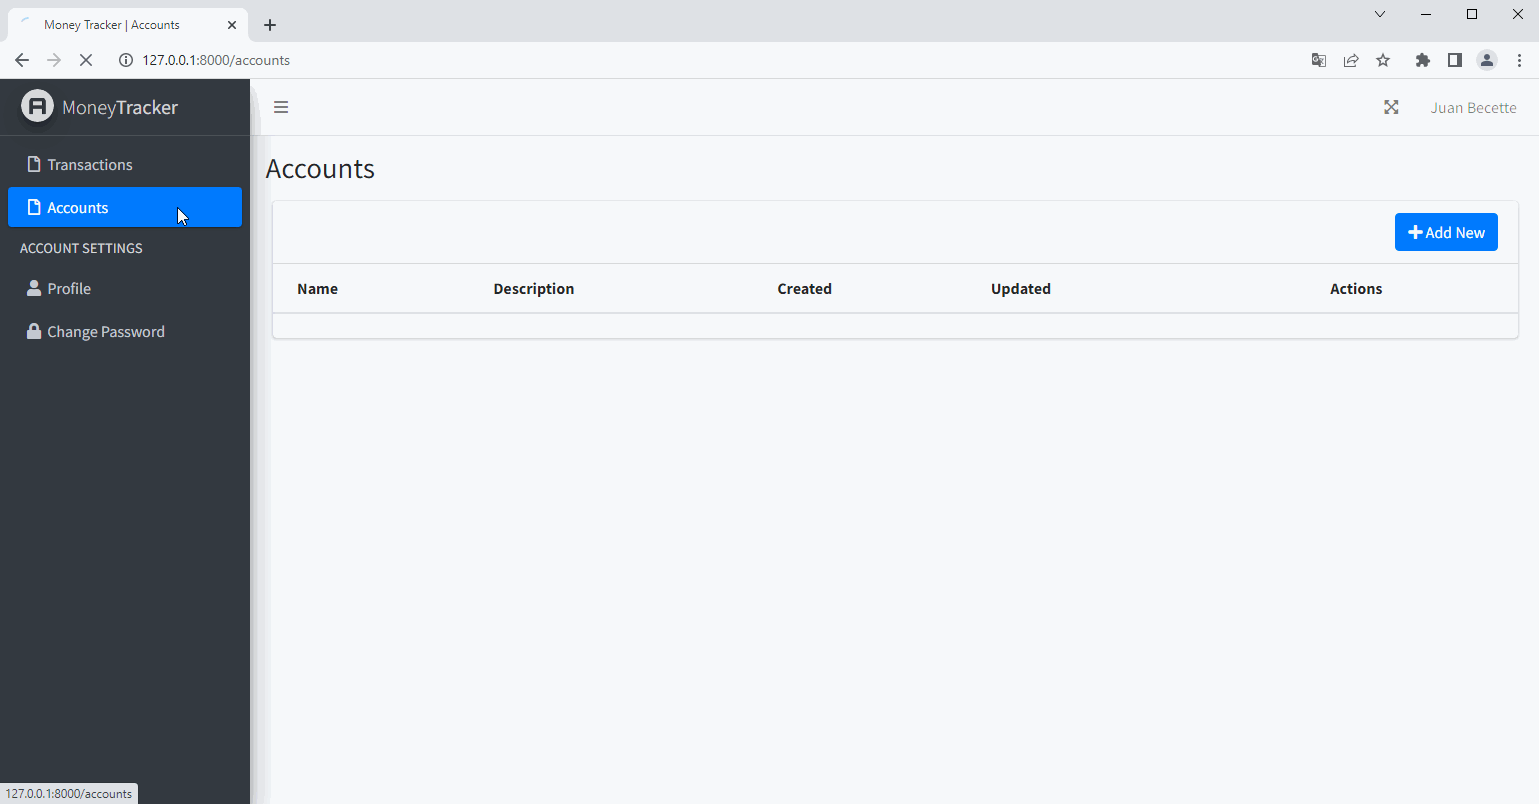 Money Tracker | Accounts
127.0.0.1:8000/accounts
MoneyTracker
Juan Becette
Transactions
Accounts
ACCOUNT SETTINGS
Profile
Change Password
Accounts
Add New
Name Description Created Updated Actions
127.0.0.1:8000/accounts